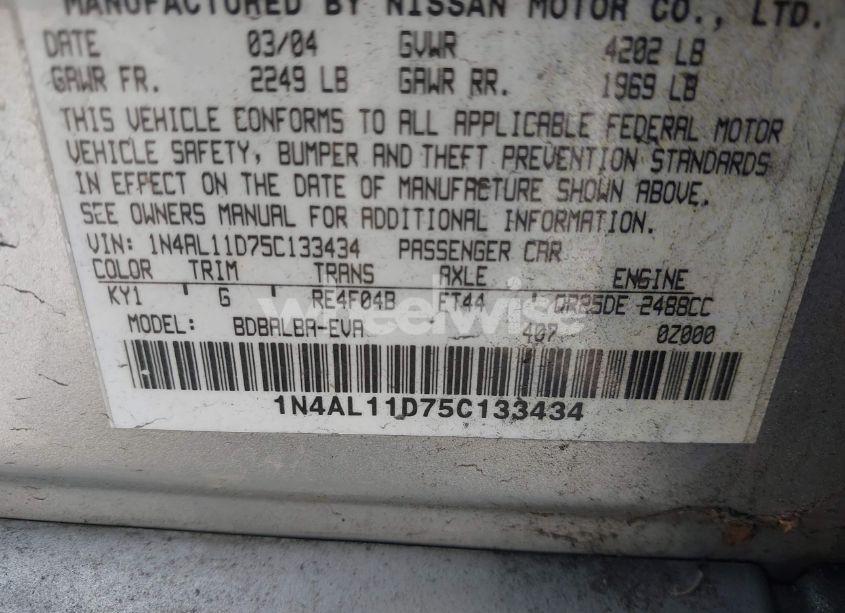 MANUFACTURED BY NISSAN MOTOR CO., LTD.
DATE 03/04 GVWR 4202 LB
GAWR FR. 2249 LB GAWR RR. 1969 LB
THIS VEHICLE CONFORMS TO ALL APPLICABLE FEDERAL MOTOR
VEHICLE SAFETY, BUMPER AND THEFT PREVENTION STANDARDS
IN EFFECT ON THE DATE OF MANUFACTURE SHOWN ABOVE.
SEE OWNERS MANUAL FOR ADDITIONAL INFORMATION.
VIN: 1N4AL11D75C133434 PASSENGER CAR
COLOR TRIM TRANS AXLE ENGINE
KY1 G RE4F04B FT44 QR25DE 2488CC
MODEL: BDBALBA-EVA 407 0Z000
1N4AL11D75C133434
wheelwise